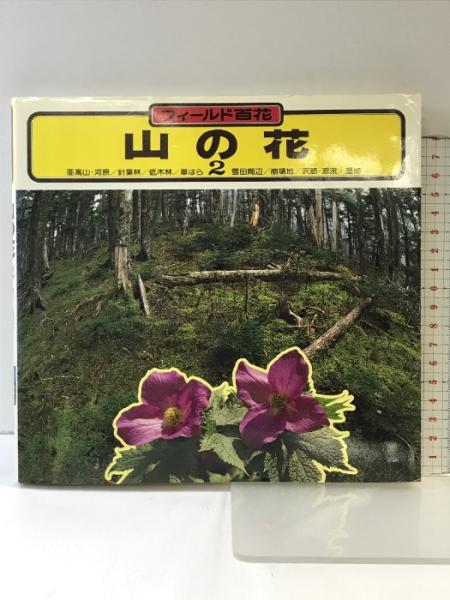 フィールド百花
山の花
2
亜高山・河原/針葉林/低木林/草はら
雪田周辺/崩壊地/沢筋・源流/湿地